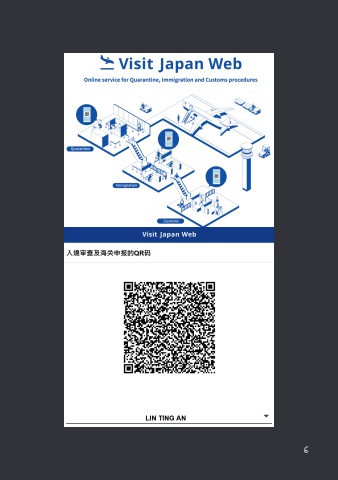 Visit Japan Web
Online service for Quarantine, Immigration and Customs procedures
Quarantine
Immigration
Customs
Visit Japan Web
入境审查及海关申报的QR码
LIN TING AN
6